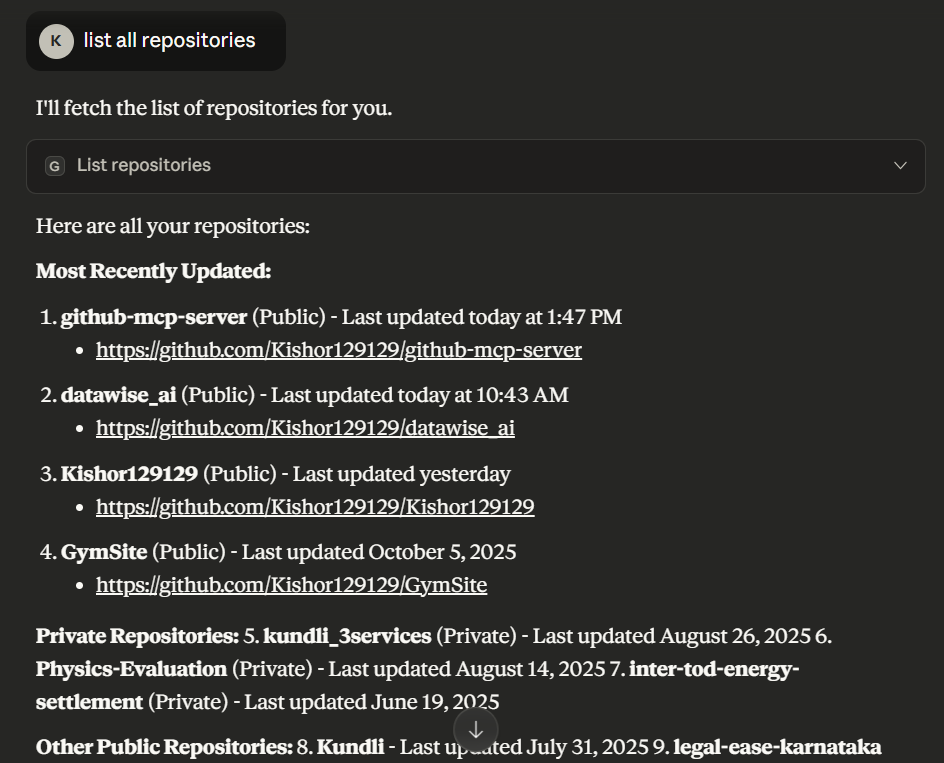 K list all repositories
I'll fetch the list of repositories for you.
G List repositories
Here are all your repositories:
Most Recently Updated:
1. github-mcp-server (Public) - Last updated today at 1:47 PM
• https://github.com/Kishor129129/github-mcp-server
2. datawise_ai (Public) - Last updated today at 10:43 AM
• https://github.com/Kishor129129/datawise_ai
3. Kishor129129 (Public) - Last updated yesterday
• https://github.com/Kishor129129/Kishor129129
4. GymSite (Public) - Last updated October 5, 2025
• https://github.com/Kishor129129/GymSite
Private Repositories: 5. kundli_3services (Private) - Last updated August 26, 2025 6.
Physics-Evaluation (Private) - Last updated August 14, 2025 7. inter-tod-energy-
settlement (Private) - Last updated June 19, 2025
Other Public Repositories: 8. Kundli - Last updated July 31, 2025 9. legal-ease-karnataka